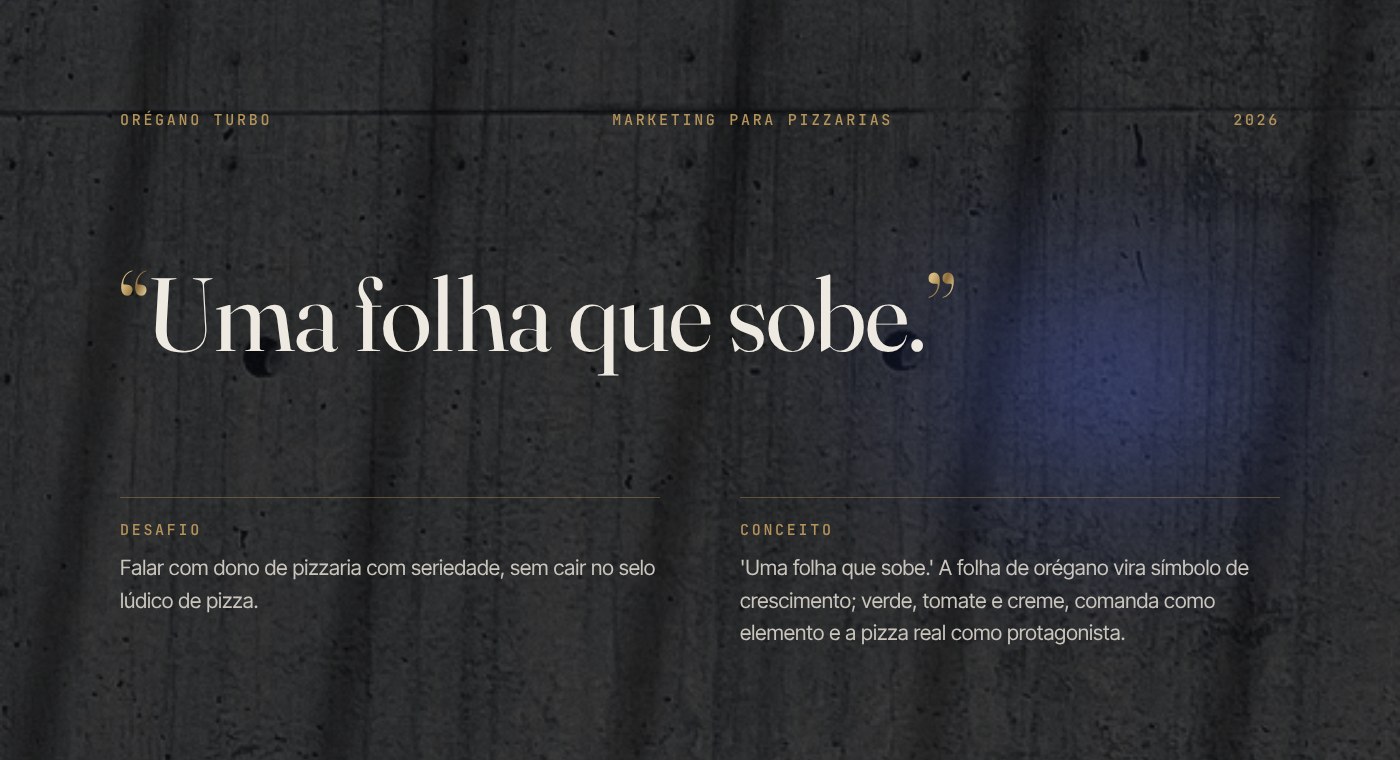 ORÉGANO TURBO
MARKETING PARA PIZZARIAS
2026
“Uma folha que sobe.”
DESAFIO
Falar com dono de pizzaria com seriedade, sem cair no selo
lúdico de pizza.
CONCEITO
'Uma folha que sobe.' A folha de orégano vira símbolo de
crescimento; verde, tomate e creme, comanda como
elemento e a pizza real como protagonista.